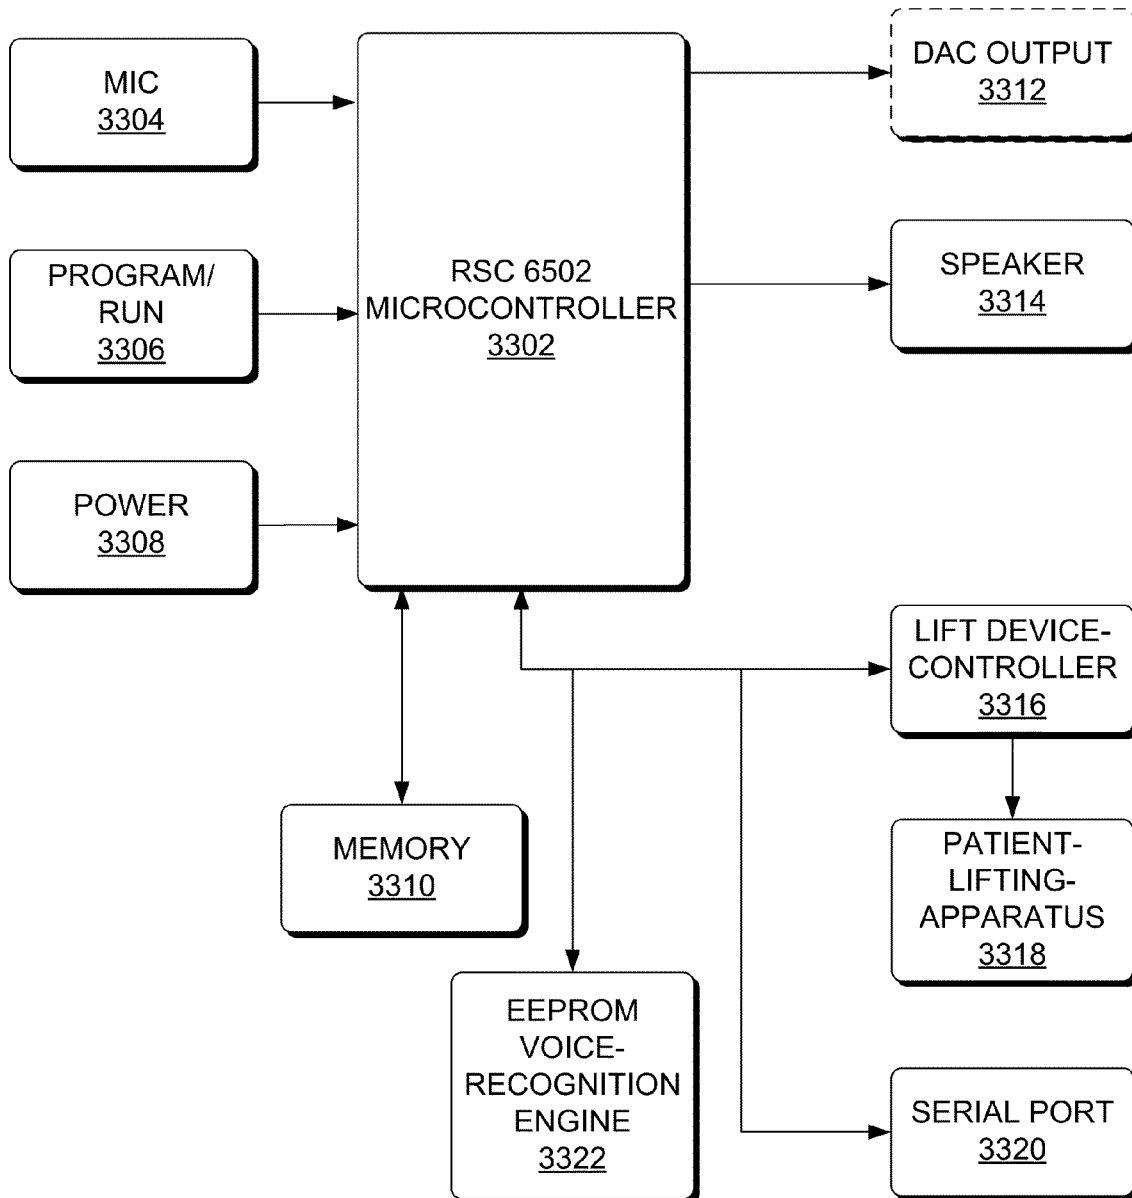 MIC
3304
PROGRAM/
RUN
3306
POWER
3308
RSC 6502
MICROCONTROLLER
3302
DAC OUTPUT
3312
SPEAKER
3314
LIFT DEVICE-
CONTROLLER
3316
MEMORY
3310
PATIENT-
LIFTING-
APPARATUS
3318
EEPROM
VOICE-
RECOGNITION
ENGINE
3322
SERIAL PORT
3320